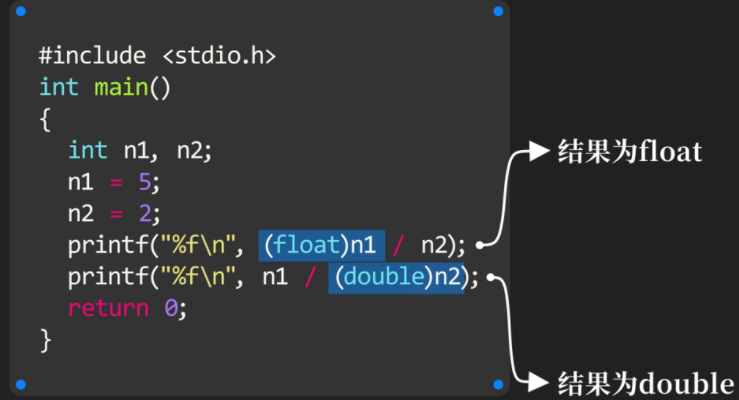 #include <stdio.h>
int main()
{
int n1, n2;
n1 = 5;
n2 = 2;
printf("%f\n", (float)n1 / n2);
printf("%f\n", n1 / (double)n2);
return 0;
}
结果为float
结果为double